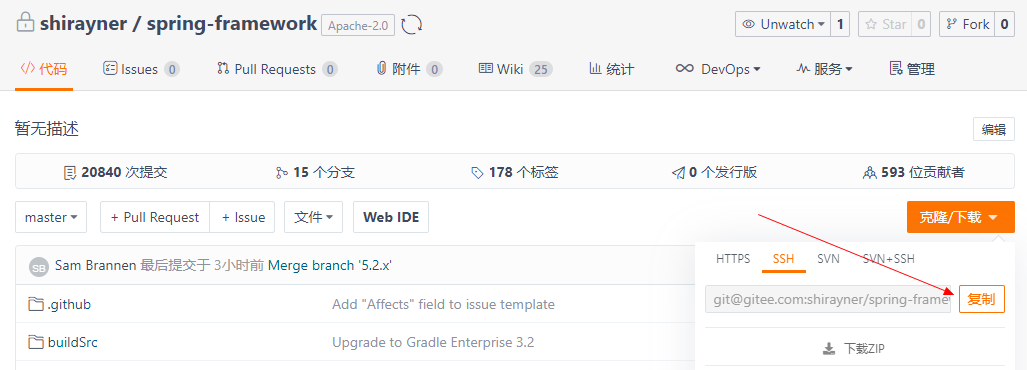 shirayner / spring-framework Apache-2.0 Unwatch 1 Star 0 Fork 0
代码 Issues 0 Pull Requests 0 附件 0 Wiki 25 统计 DevOps 服务 管理
暂无描述 编辑
20840 次提交 15 个分支 178 个标签 0 个发行版 593 位贡献者
master + Pull Request + Issue 文件 Web IDE 克隆/下载
HTTPS SSH SVN SVN+SSH
SB Sam Brannen 最后提交于 3小时前 Merge branch '5.2.x'
git@gitee.com:shirayner/spring-frame 复制
.github Add "Affects" field to issue template
buildSrc Upgrade to Gradle Enterprise 3.2
下载ZIP